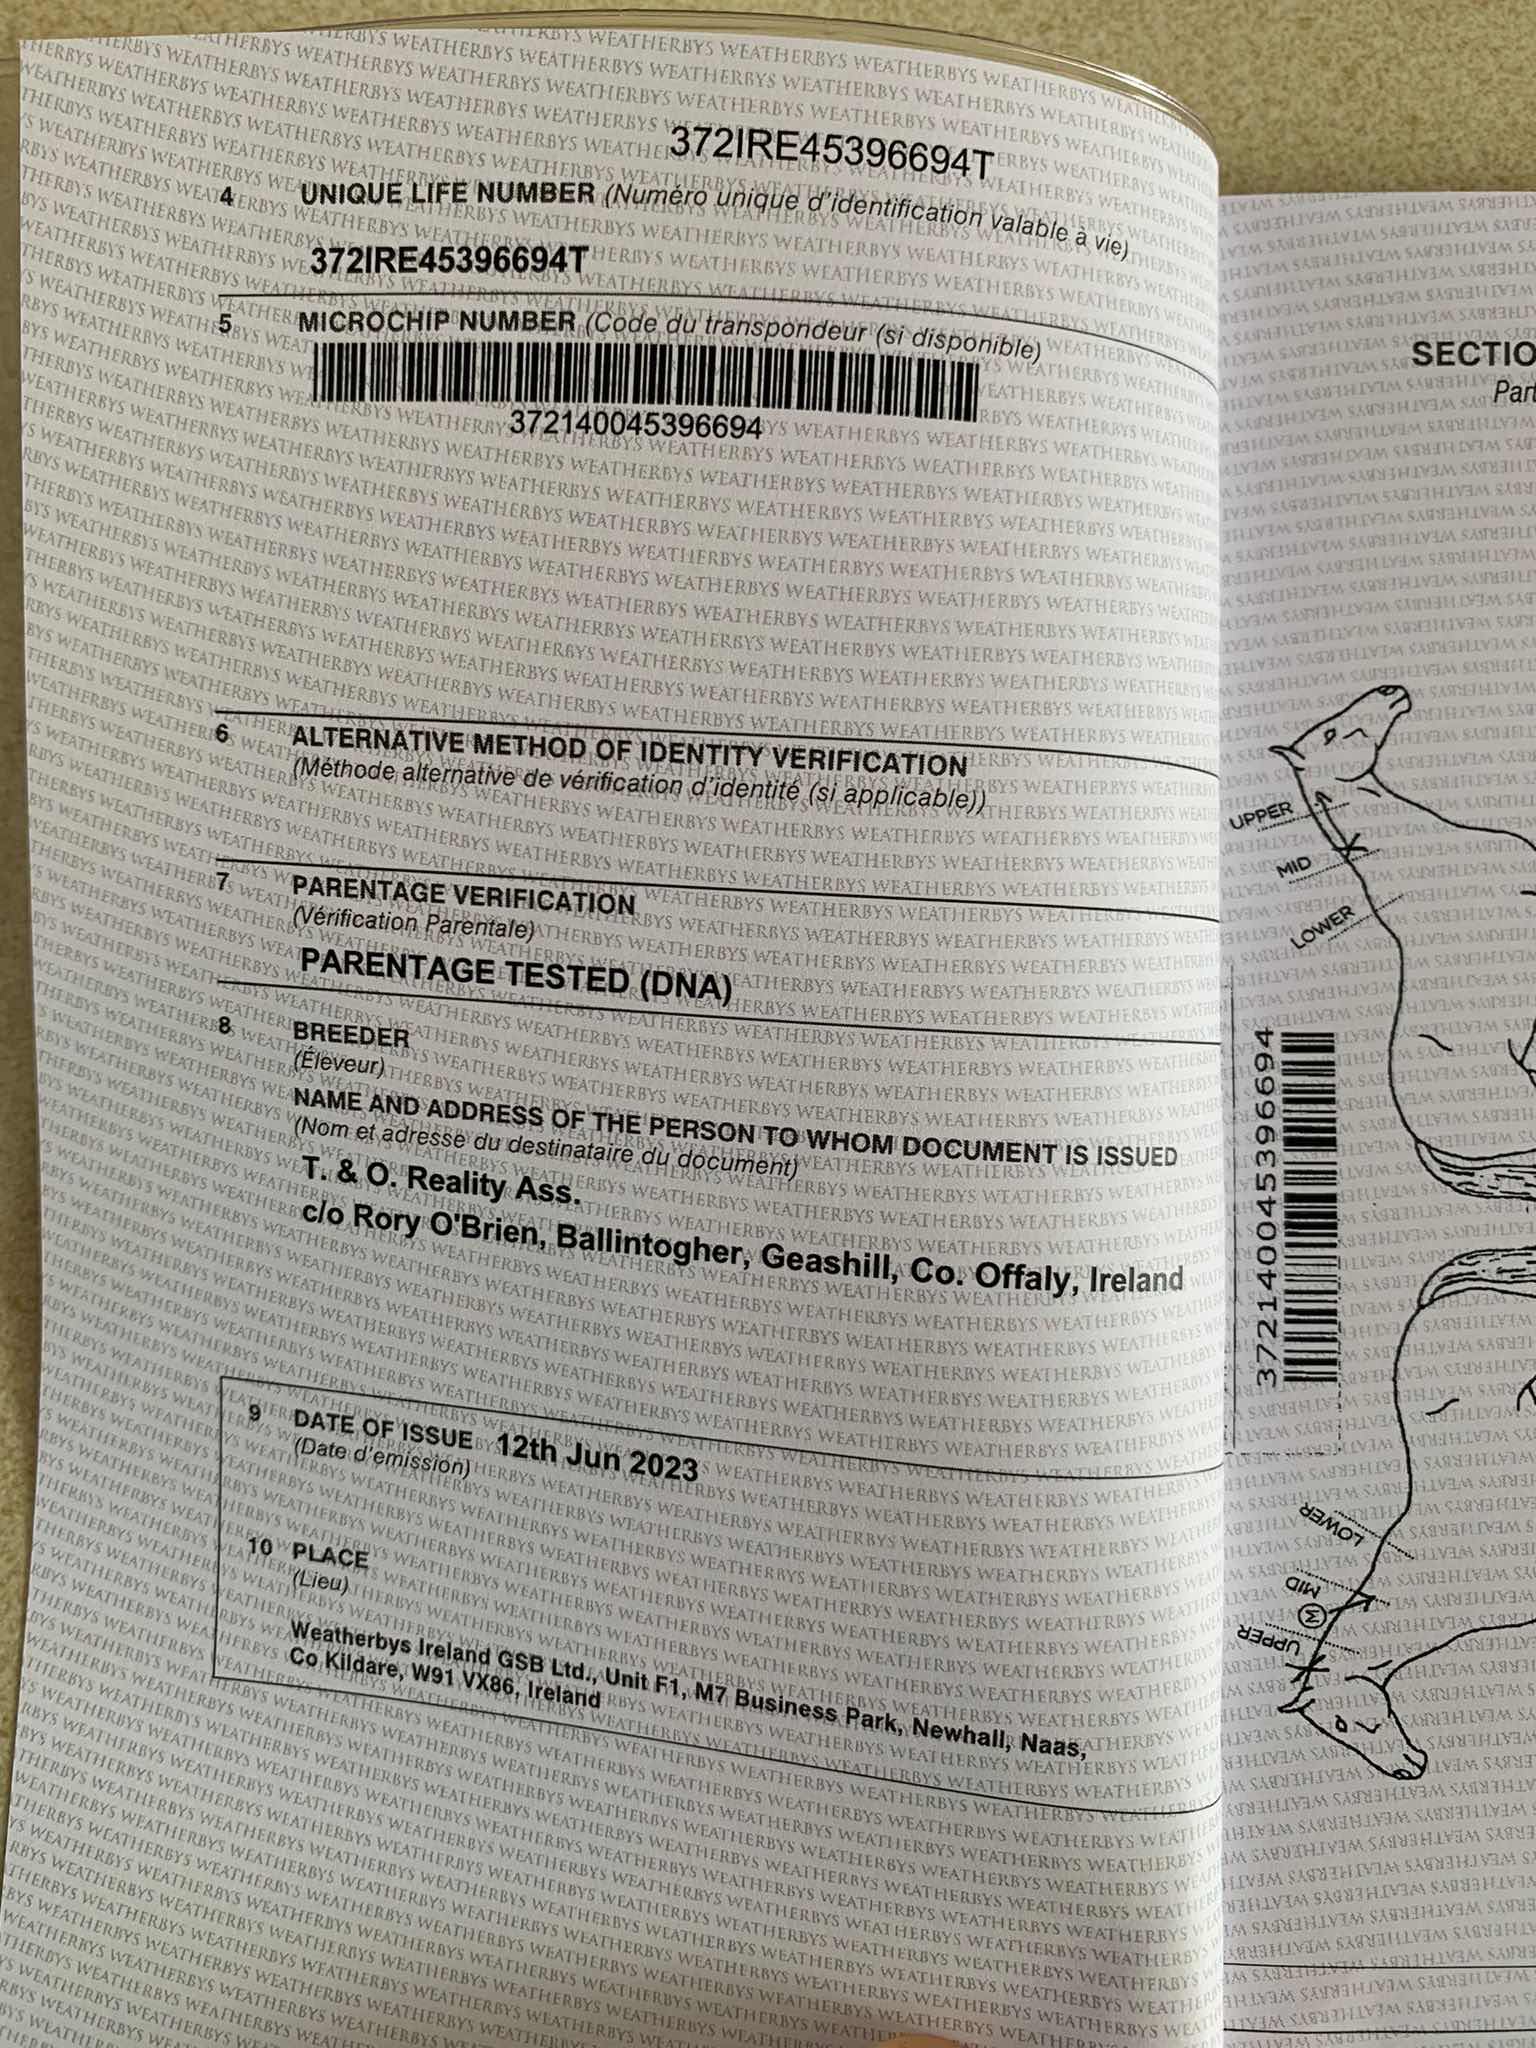 372IRE45396694T
4 UNIQUE LIFE NUMBER (Numéro unique d'identification valable à vie)
372IRE45396694T
5 MICROCHIP NUMBER (Code du transpondeur (si disponible)
372140045396694
6 ALTERNATIVE METHOD OF IDENTITY VERIFICATION
(Méthode alternative de vérification d'identité (si applicable))
7 PARENTAGE VERIFICATION
(Vérification Parentale)
PARENTAGE TESTED (DNA)
8 BREEDER
(Éleveur)
NAME AND ADDRESS OF THE PERSON TO WHOM DOCUMENT IS ISSUED
(Nom et adresse du destinataire du document)
T. & O. Reality Ass.
c/o Rory O'Brien, Ballintogher, Geashill, Co. Offaly, Ireland
9 DATE OF ISSUE 12th Jun 2023
(Date d'emission)
10 PLACE
(Lieu)
Weatherbys Ireland GSB Ltd., Unit F1, M7 Business Park, Newhall, Naas,
Co Kildare, W91 VX86, Ireland
SECTIO
Part
UPPER
MID
LOWER
372140045396694
LOWER
MID
M
UPPER